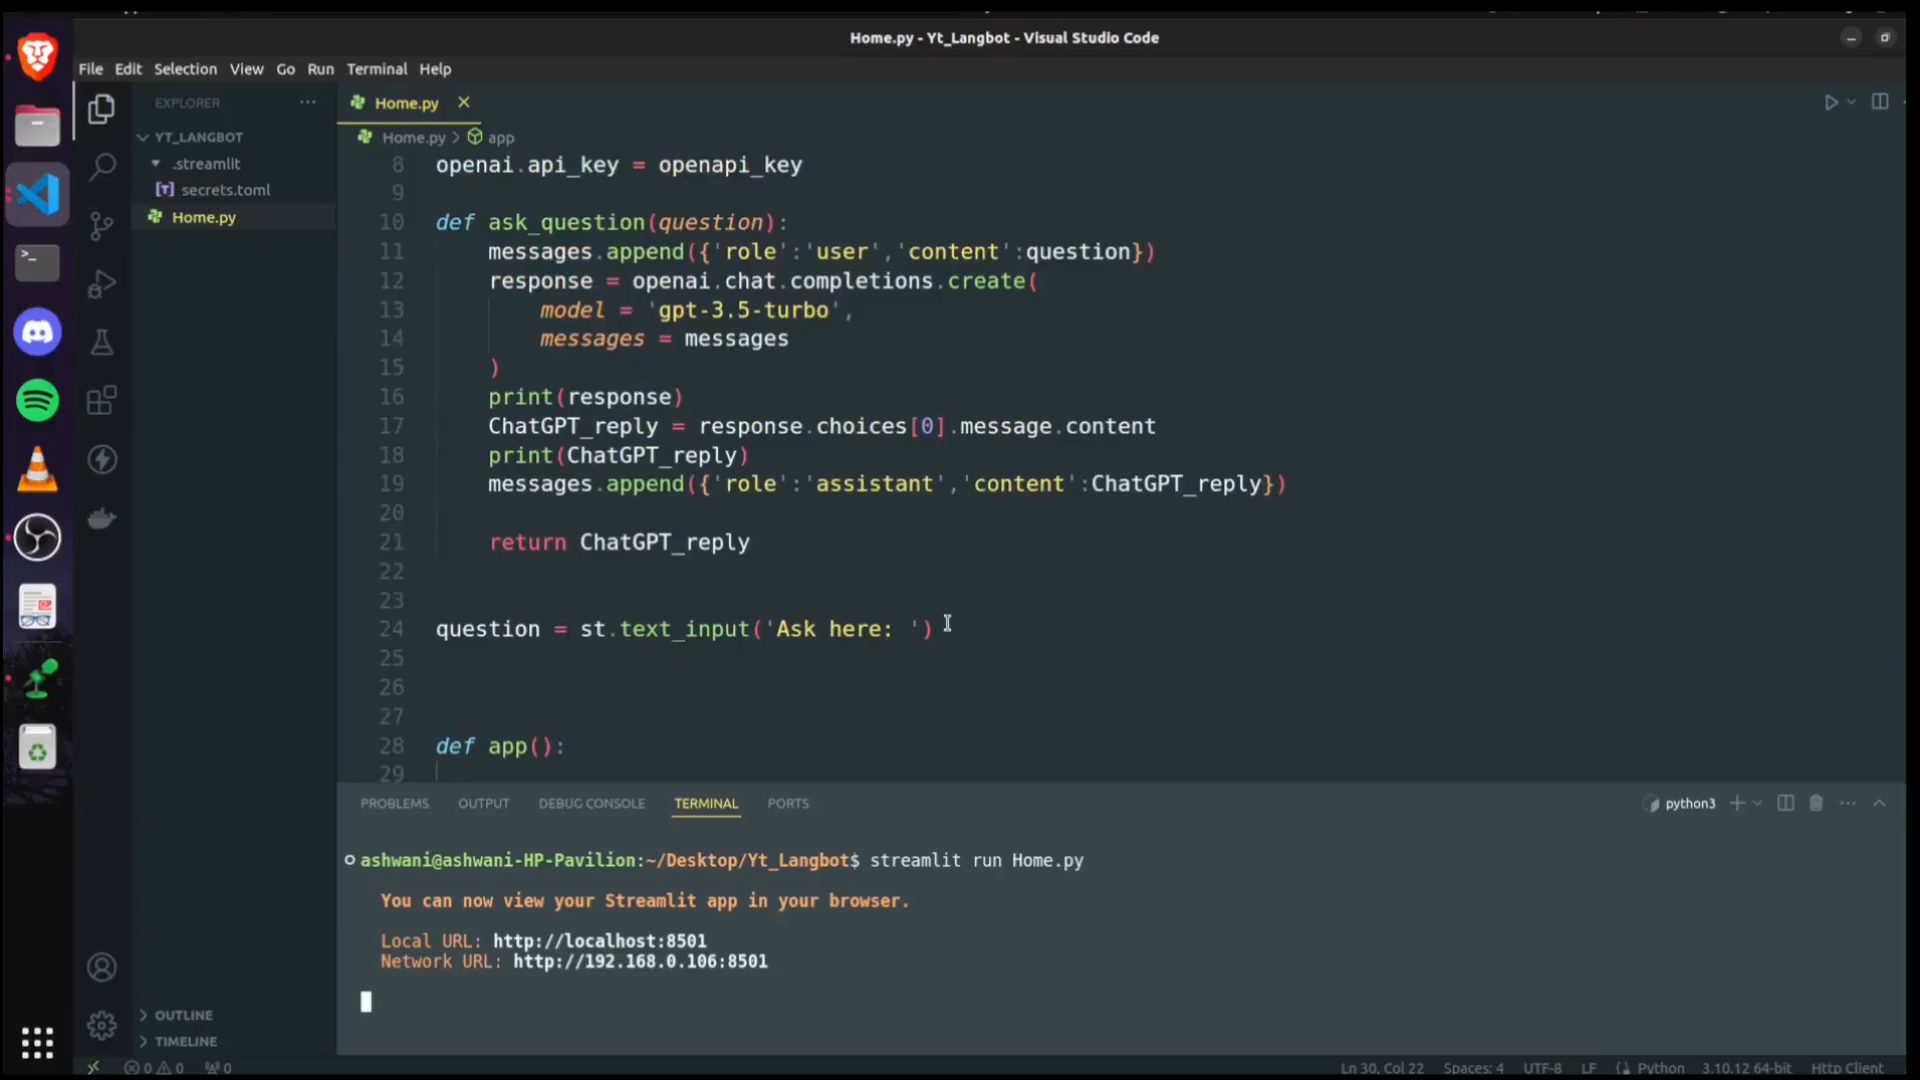 Home.py - Yt_Langbot - Visual Studio Code
File Edit Selection View Go Run Terminal Help
EXPLORER ···
YT_LANGBOT
.streamlit
secrets.toml
Home.py
OUTLINE
TIMELINE
Home.py ×
Home.py > app
8 openai.api_key = openapi_key
9
10 def ask_question(question):
11 messages.append({'role':'user','content':question})
12 response = openai.chat.completions.create(
13 model = 'gpt-3.5-turbo',
14 messages = messages
15 )
16 print(response)
17 ChatGPT_reply = response.choices[0].message.content
18 print(ChatGPT_reply)
19 messages.append({'role':'assistant','content':ChatGPT_reply})
20
21 return ChatGPT_reply
22
23
24 question = st.text_input('Ask here: ')
25
26
27
28 def app():
29
PROBLEMS OUTPUT DEBUG CONSOLE TERMINAL PORTS python3
ashwani@ashwani-HP-Pavilion:~/Desktop/Yt_Langbot$ streamlit run Home.py
You can now view your Streamlit app in your browser.
Local URL: http://localhost:8501
Network URL: http://192.168.0.106:8501
0 0 0 Ln 30, Col 22 Spaces: 4 UTF-8 LF Python 3.10.12 64-bit Http Client